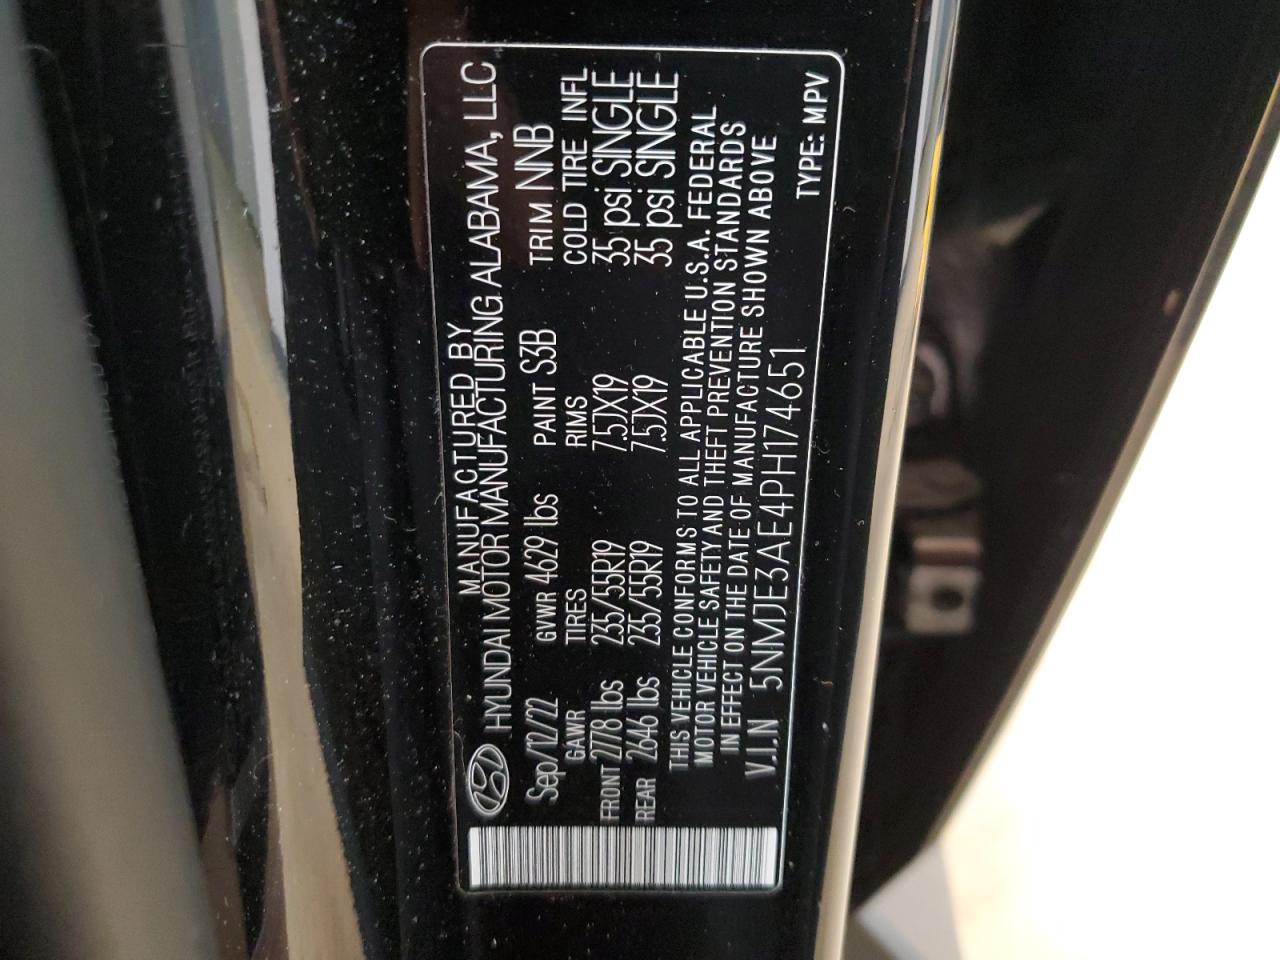 MANUFACTURED BY
HYUNDAI MOTOR MANUFACTURING ALABAMA, LLC
Sep/12/22 GVWR 4629 lbs PAINT S3B TRIM NNB
GAWR TIRES RIMS COLD TIRE INFL
FRONT 2778 lbs 235/55R19 7.5JX19 35 psi SINGLE
REAR 2646 lbs 235/55R19 7.5JX19 35 psi SINGLE
THIS VEHICLE CONFORMS TO ALL APPLICABLE U.S.A. FEDERAL
MOTOR VEHICLE SAFETY AND THEFT PREVENTION STANDARDS
IN EFFECT ON THE DATE OF MANUFACTURE SHOWN ABOVE
V.I.N 5NMJE3AE4PH174651 TYPE: MPV